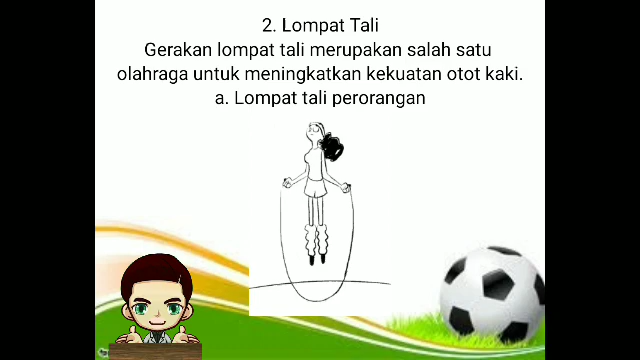 2. Lompat Tali
Gerakan lompat tali merupakan salah satu
olahraga untuk meningkatkan kekuatan otot kaki.
a. Lompat tali perorangan